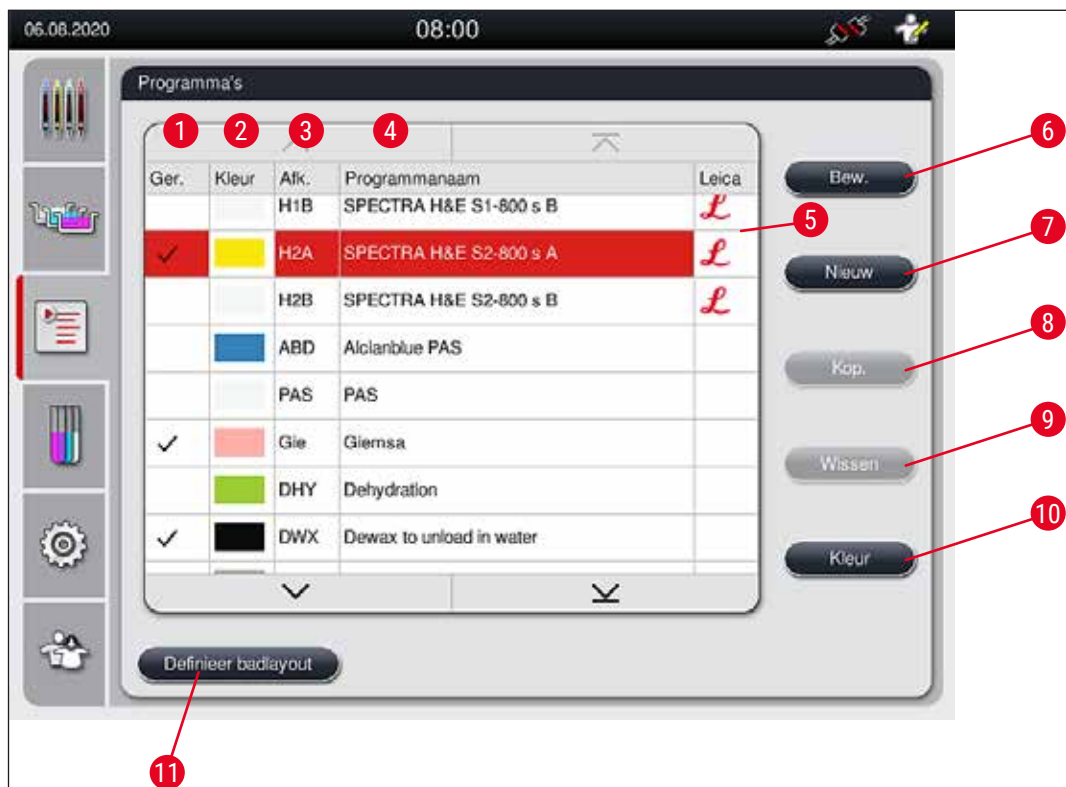 06.08.2020 08:00
Programma's
1 2 3 4
Ger. Kleur Afk. Programmanaam Leica
H1B SPECTRA H&E S1-800 s B L
H2A SPECTRA H&E S2-800 s A L
H2B SPECTRA H&E S2-800 s B L
ABD Alcianblue PAS
PAS PAS
Gie Giemsa
DHY Dehydration
DWX Dewax to unload in water
5
Bew. 6
Nieuw 7
Kop. 8
Wissen 9
Kleur 10
Definieer badlayout
11